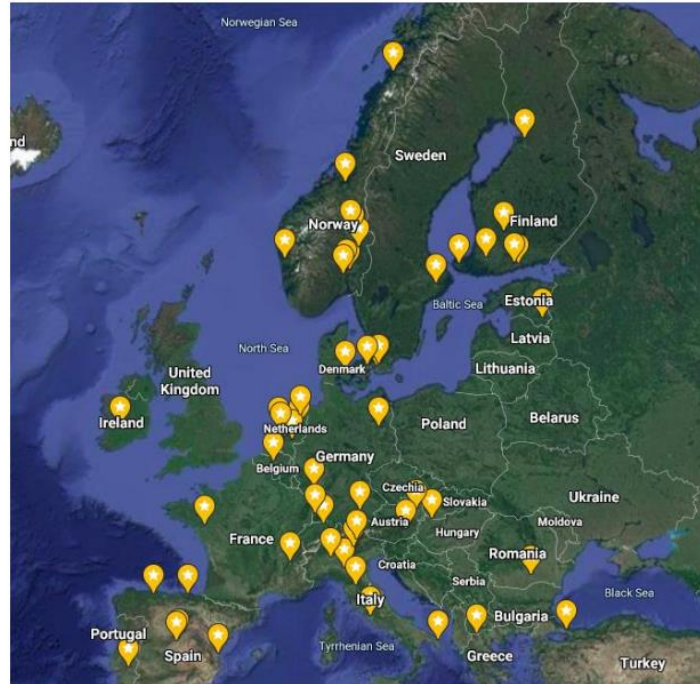 Norwegian Sea
nd
Sweden
Norway
Finland
Estonia
Baltic Sea
Latvia
North Sea
Denmark
Lithuania
United
Kingdom
Ireland
Netherlands
Poland
Belarus
Germany
Belgium
Czechia
Slovakia
Ukraine
Austria
Moldova
France
Hungary
Romania
Croatia
Serbia
Italy
Black Sea
Bulgaria
Portugal
Spain
Tyrrhenian Sea
Greece
Turkey